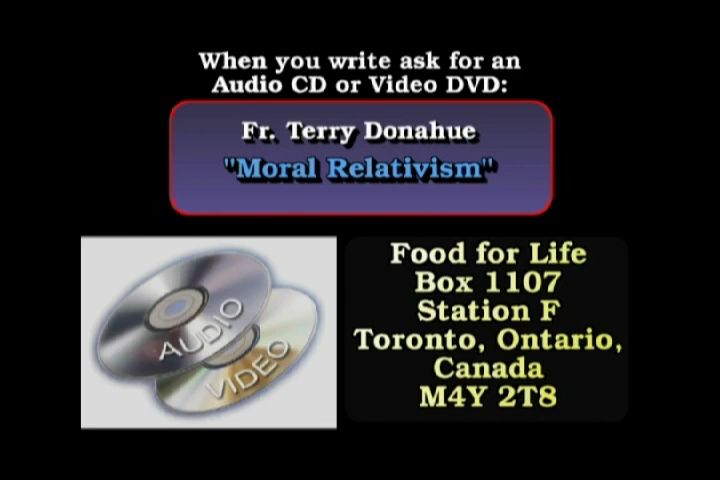 When you write ask for an
Audio CD or Video DVD:
Fr. Terry Donahue
"Moral Relativism"
AUDIO
VIDEO
Food for Life
Box 1107
Station F
Toronto, Ontario,
Canada
M4Y 2T8